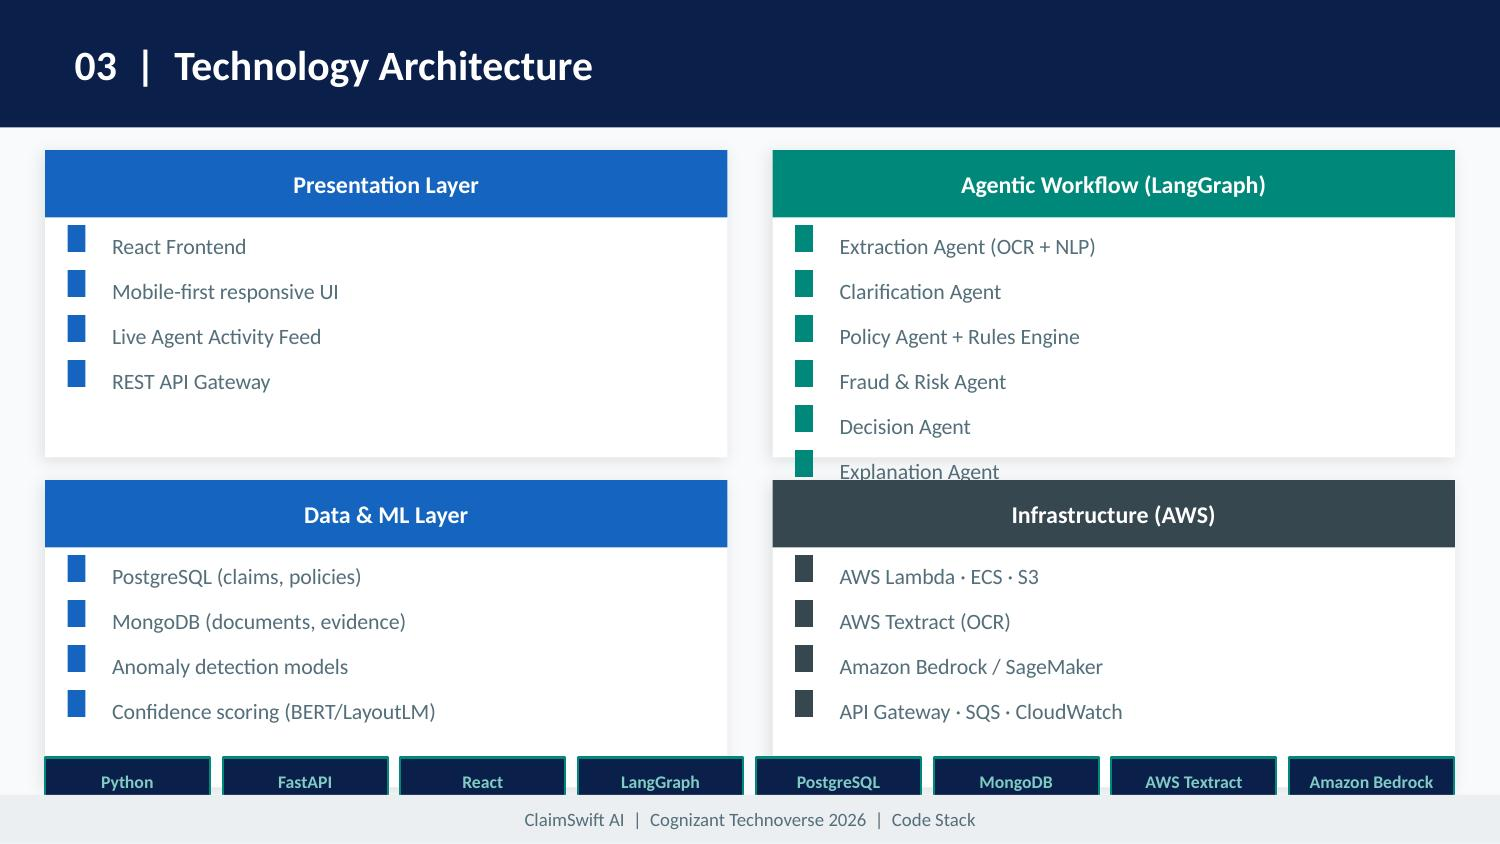 03 | Technology Architecture
Presentation Layer
React Frontend
Mobile-first responsive UI
Live Agent Activity Feed
REST API Gateway
Agentic Workflow (LangGraph)
Extraction Agent (OCR + NLP)
Clarification Agent
Policy Agent + Rules Engine
Fraud & Risk Agent
Decision Agent
Explanation Agent
Data & ML Layer
PostgreSQL (claims, policies)
MongoDB (documents, evidence)
Anomaly detection models
Confidence scoring (BERT/LayoutLM)
Infrastructure (AWS)
AWS Lambda · ECS · S3
AWS Textract (OCR)
Amazon Bedrock / SageMaker
API Gateway · SQS · CloudWatch
Python
FastAPI
React
LangGraph
PostgreSQL
MongoDB
AWS Textract
Amazon Bedrock
ClaimSwift AI | Cognizant Technoverse 2026 | Code Stack